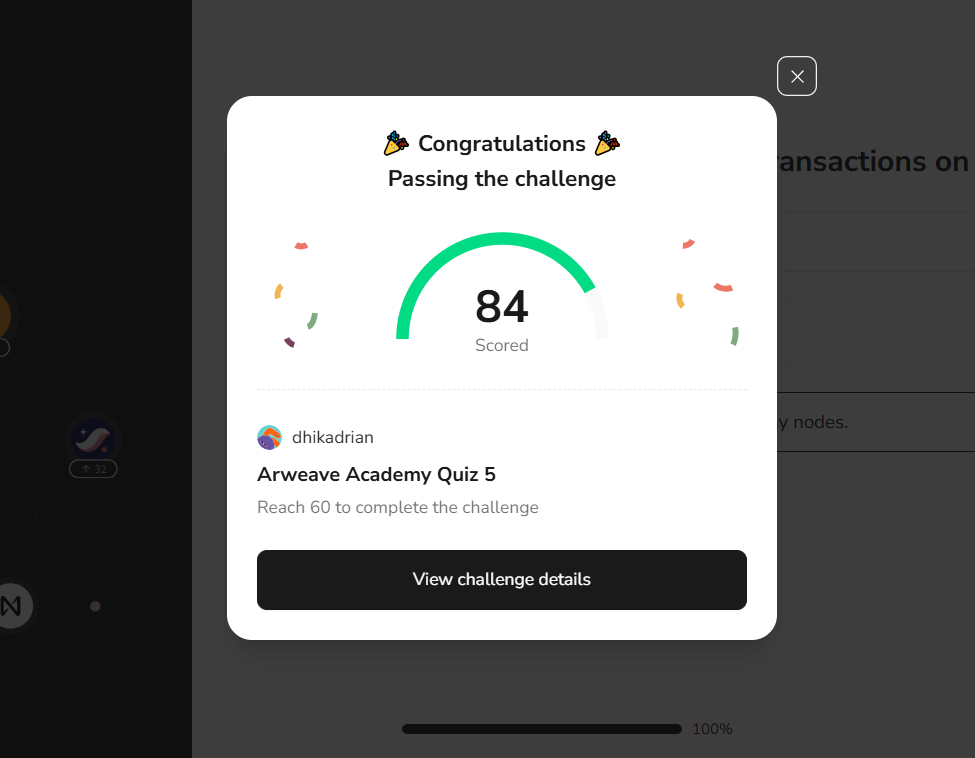 Congratulations
Passing the challenge
ransactions on
84
Scored
y nodes.
dhikadrian
↑ 32
Arweave Academy Quiz 5
Reach 60 to complete the challenge
View challenge details
100%